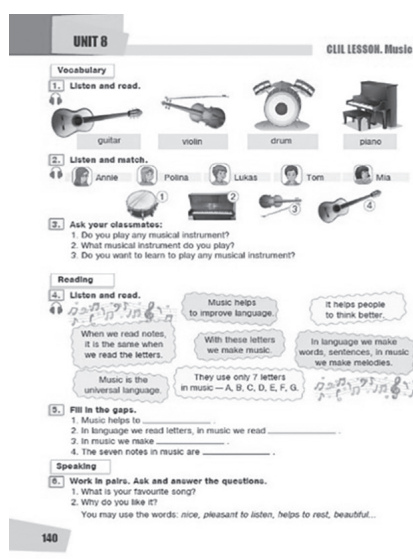 UNIT 8
CLIL LESSON. Music
Vocabulary
1. Listen and read.
guitar violin drum piano
2. Listen and match.
Annie Polina Lukas Tom Mia
1 2 3 4
3. Ask your classmates:
1. Do you play any musical instrument?
2. What musical instrument do you play?
3. Do you want to learn to play any musical instrument?
Reading
4. Listen and read.
Music helps
to improve language.
It helps people
to think better.
When we read notes,
it is the same when
we read the letters.
With these letters
we make music.
In language we make
words, sentences, in music
we make melodies.
Music is the
universal language.
They use only 7 letters
in music — A, B, C, D, E, F, G.
5. Fill in the gaps.
1. Music helps to ____________ .
2. In language we read letters, in music we read ____________ .
3. In music we make ____________ .
4. The seven notes in music are ____________ .
Speaking
6. Work in pairs. Ask and answer the questions.
1. What is your favourite song?
2. Why do you like it?
You may use the words: nice, pleasant to listen, helps to rest, beautiful...
140